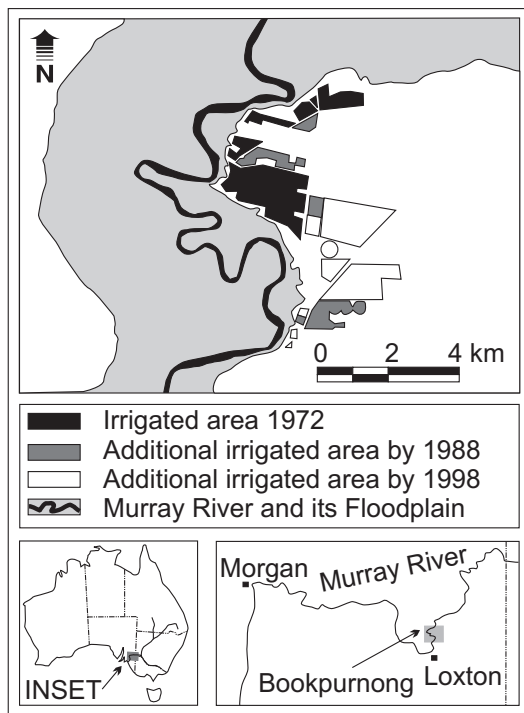 N
0 2 4 km
Irrigated area 1972
Additional irrigated area by 1988
Additional irrigated area by 1998
Murray River and its Floodplain
INSET
Morgan
Murray River
Bookpurnong
Loxton